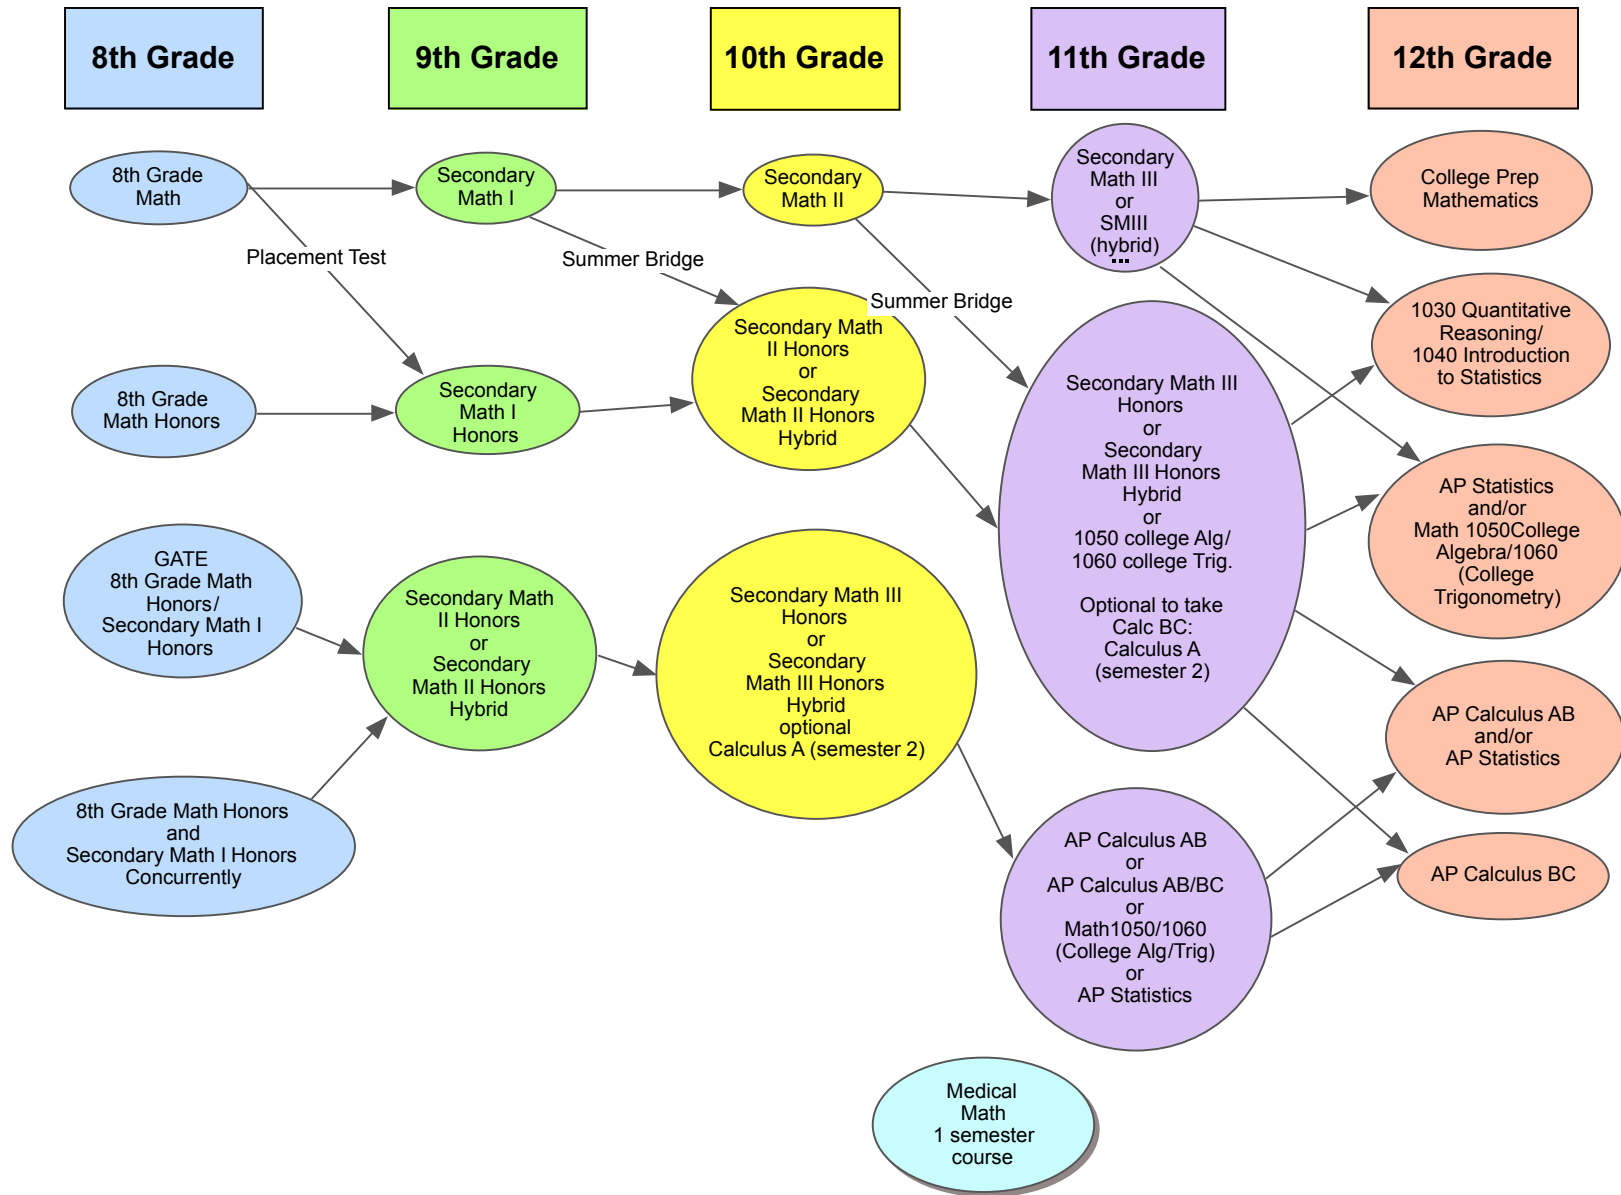 8th Grade
9th Grade
10th Grade
11th Grade
12th Grade
8th Grade
Math
Secondary
Math I
Secondary
Math II
Secondary
Math III
or
SMIII
(hybrid)
...
College Prep
Mathematics
Placement Test
Summer Bridge
Summer Bridge
1030 Quantitative
Reasoning/
1040 Introduction
to Statistics
8th Grade
Math Honors
Secondary
Math I
Honors
Secondary Math
II Honors
or
Secondary
Math II Honors
Hybrid
Secondary Math III
Honors
or
Secondary
Math III Honors
Hybrid
or
1050 college Alg/
1060 college Trig.
Optional to take
Calc BC:
Calculus A
(semester 2)
AP Statistics
and/or
Math 1050College
Algebra/1060
(College
Trigonometry)
GATE
8th Grade Math
Honors/
Secondary Math I
Honors
Secondary Math
II Honors
or
Secondary
Math II Honors
Hybrid
Secondary Math III
Honors
or
Secondary
Math III Honors
Hybrid
optional
Calculus A (semester 2)
AP Calculus AB
and/or
AP Statistics
8th Grade Math Honors
and
Secondary Math I Honors
Concurrently
AP Calculus AB
or
AP Calculus AB/BC
or
Math1050/1060
(College Alg/Trig)
or
AP Statistics
AP Calculus BC
Medical
Math
1 semester
course